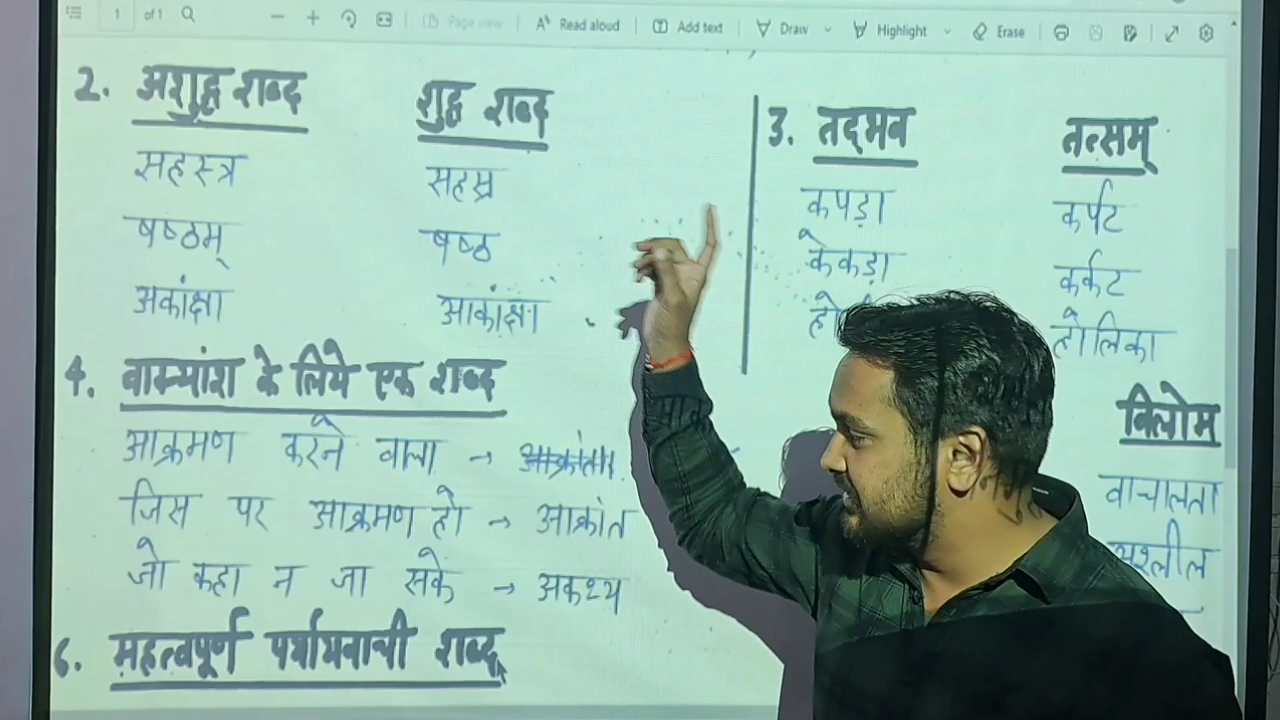 1 of 1 Page view Read aloud Add text Draw Highlight Erase
2. अशुद्ध शब्द शुद्ध शब्द
सहस्त्र सहस्र
षष्ठम् षष्ठ
अकांक्षा आकांक्षा
3. तद्भव तत्सम्
कपड़ा कर्पट
केकड़ा कर्कट
हो होलिका
4. वाक्यांश के लिये एक शब्द
आक्रमण करने वाला → आक्रांता
जिस पर आक्रमण हो → आक्रांत
जो कहा न जा सके → अकथ्य
विलोम
वाचालता
अश्लील
6. महत्वपूर्ण पर्यायवाची शब्द